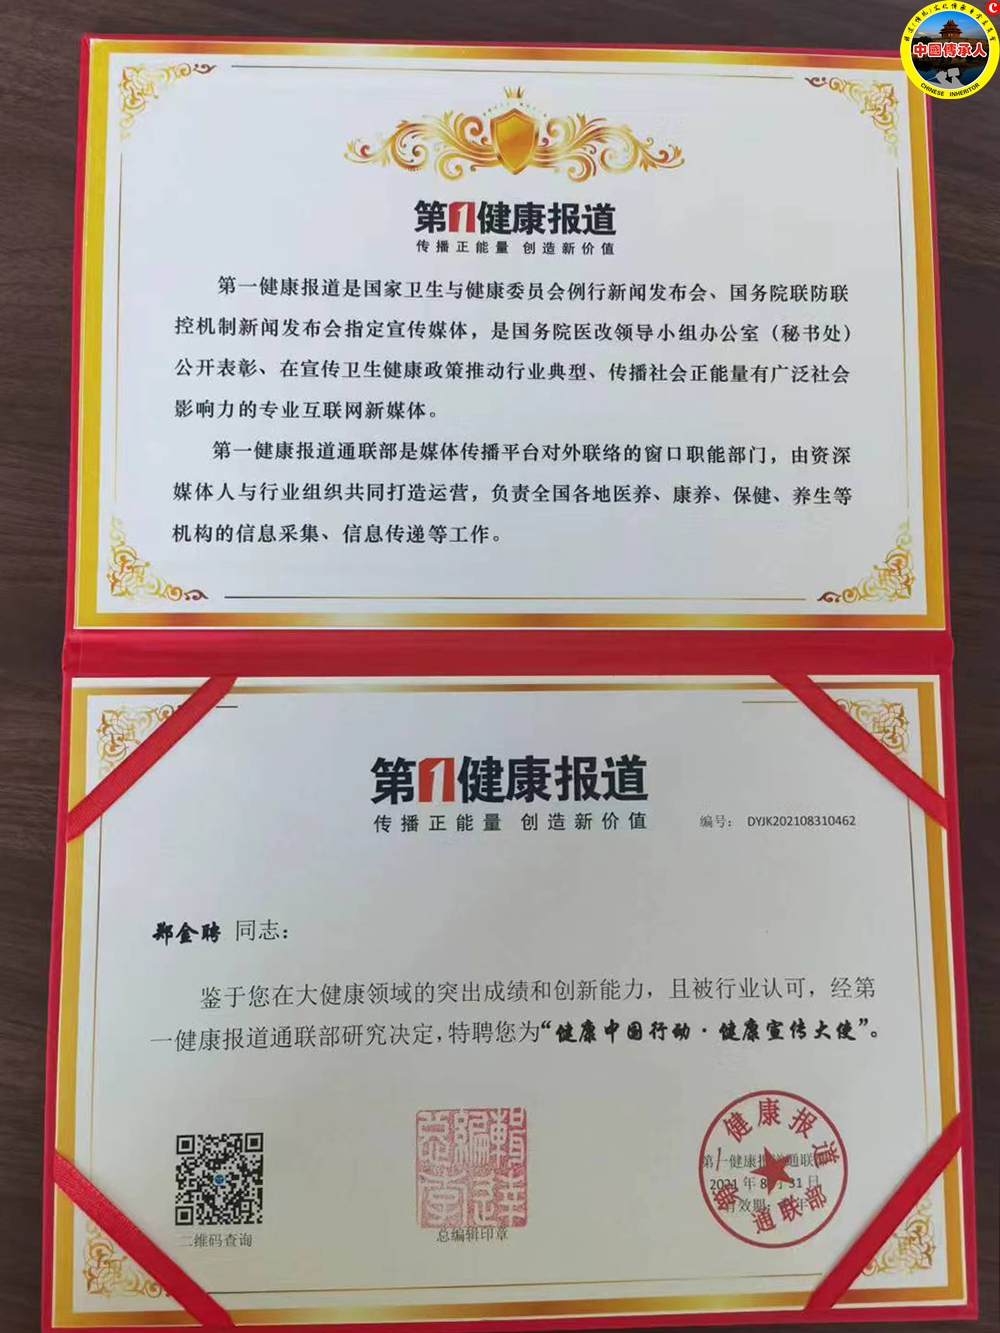 中國傳承人
CHINESE INHERITOR
第1健康报道
传播正能量 创造新价值
第一健康报道是国家卫生与健康委员会例行新闻发布会、国务院联防联
控机制新闻发布会指定宣传媒体，是国务院医改领导小组办公室（秘书处）
公开表彰、在宣传卫生健康政策推动行业典型、传播社会正能量有广泛社会
影响力的专业互联网新媒体。
第一健康报道通联部是媒体传播平台对外联络的窗口职能部门，由资深
媒体人与行业组织共同打造运营，负责全国各地医养、康养、保健、养生等
机构的信息采集、信息传递等工作。
第1健康报道
传播正能量 创造新价值
编号： DYJK202108310462
郑金聘 同志：
鉴于您在大健康领域的突出成绩和创新能力，且被行业认可，经第
一健康报道通联部研究决定，特聘您为“健康中国行动·健康宣传大使”。
第一健康报道通联部
2021年8月31日
有效期：
二维码查询
总编辑印章